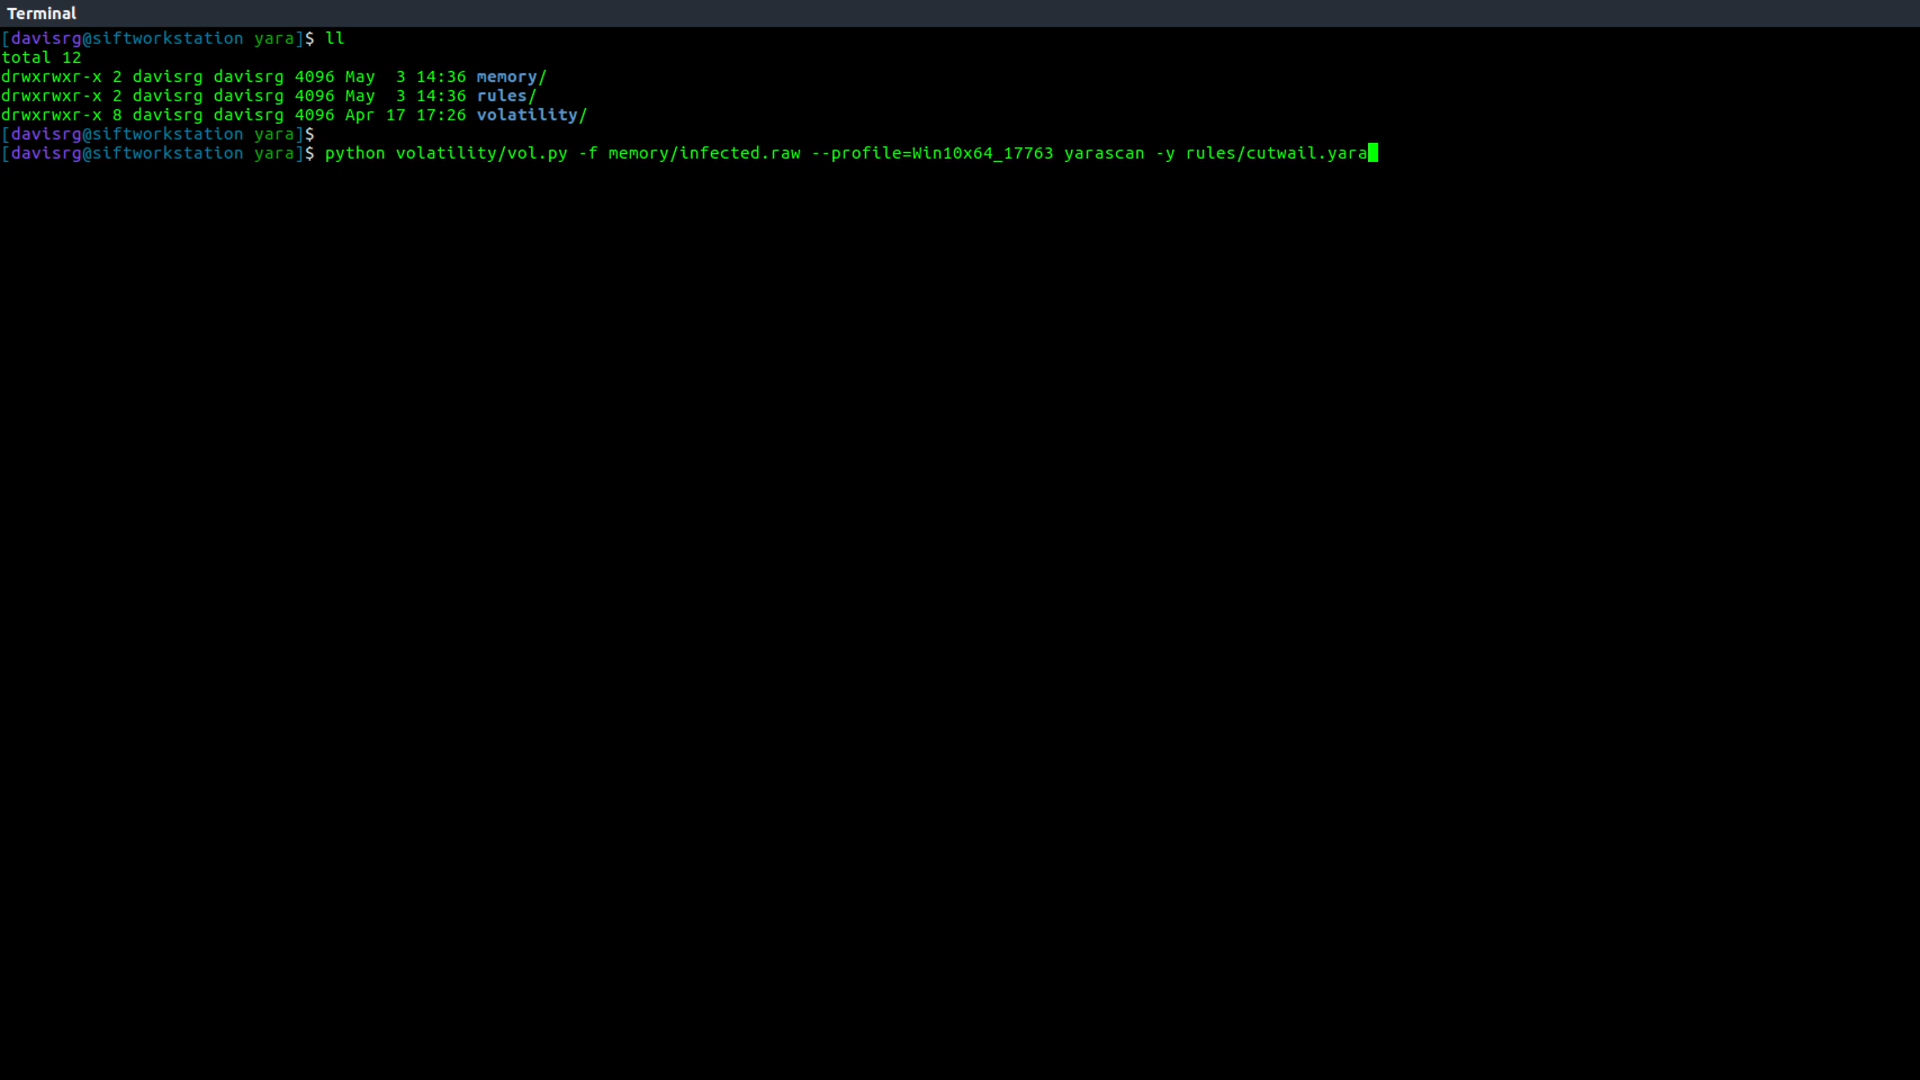 Terminal
[davisrg@siftworkstation yara]$ ll
total 12
drwxrwxr-x 2 davisrg davisrg 4096 May  3 14:36 memory/
drwxrwxr-x 2 davisrg davisrg 4096 May  3 14:36 rules/
drwxrwxr-x 8 davisrg davisrg 4096 Apr 17 17:26 volatility/
[davisrg@siftworkstation yara]$
[davisrg@siftworkstation yara]$ python volatility/vol.py -f memory/infected.raw --profile=Win10x64_17763 yarascan -y rules/cutwail.yara